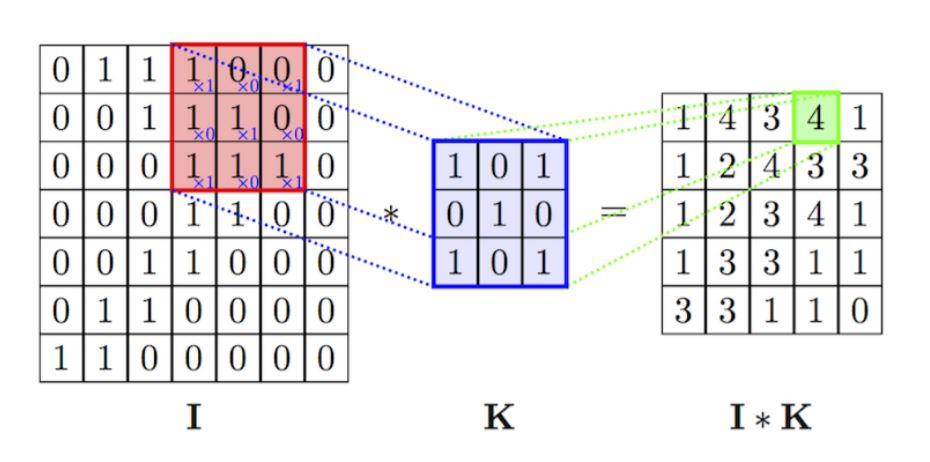 0 1 1 1 0 0 0
×1 ×0 ×1
0 0 1 1 1 0 0
×0 ×1 ×0
0 0 0 1 1 1 0
×1 ×0 ×1
0 0 0 1 1 0 0
0 0 1 1 0 0 0
0 1 1 0 0 0 0
1 1 0 0 0 0 0
I
*
1 0 1
0 1 0
1 0 1
K
=
1 4 3 4 1
1 2 4 3 3
1 2 3 4 1
1 3 3 1 1
3 3 1 1 0
I * K